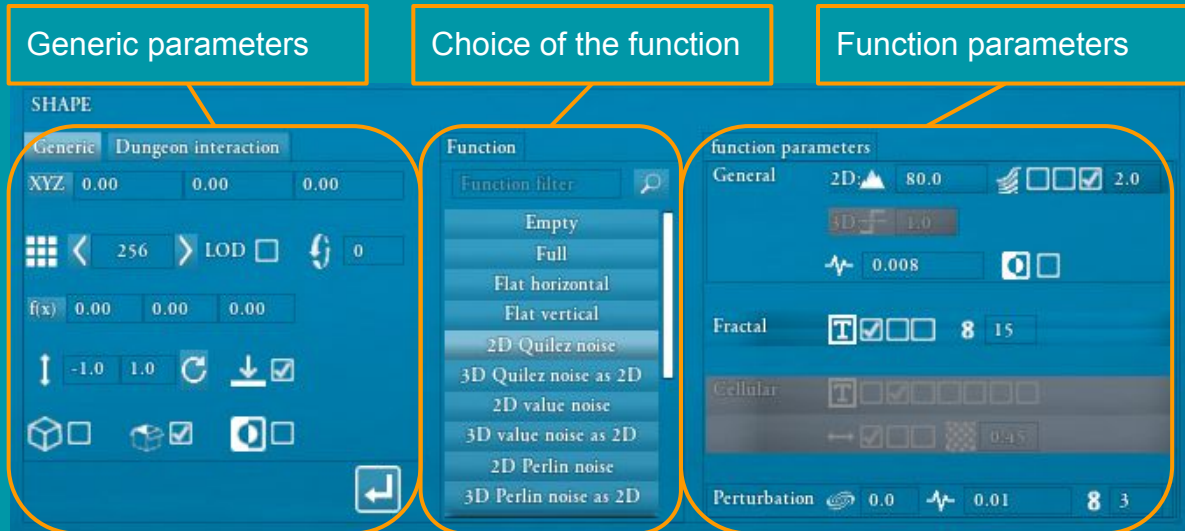 Generic parameters
Choice of the function
Function parameters
SHAPE
Generic Dungeon interaction
XYZ 0.00 0.00 0.00
256 LOD 0
f(x) 0.00 0.00 0.00
-1.0 1.0
Function
Function filter
Empty
Full
Flat horizontal
Flat vertical
2D Quilez noise
3D Quilez noise as 2D
2D value noise
3D value noise as 2D
2D Perlin noise
3D Perlin noise as 2D
function parameters
General 2D: 80.0 2.0
3D 1.0
0.008
Fractal T 8 15
Cellular T
0.45
Perturbation 0.0 0.01 8 3